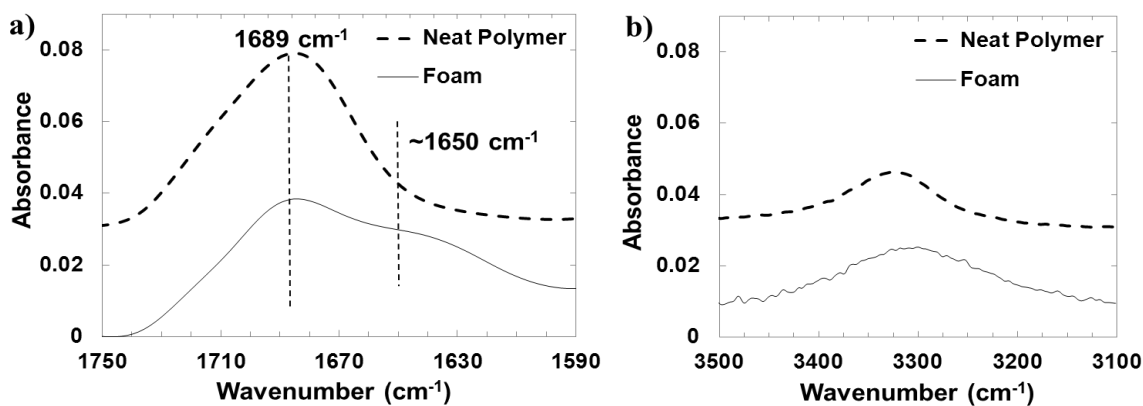 a)
0.08
0.06
0.04
0.02
0
Absorbance
1689 cm⁻¹
Neat Polymer
Foam
~1650 cm⁻¹
1750 1710 1670 1630 1590
Wavenumber (cm⁻¹)
b)
0.08
0.06
0.04
0.02
0
Absorbance
Neat Polymer
Foam
3500 3400 3300 3200 3100
Wavenumber (cm⁻¹)